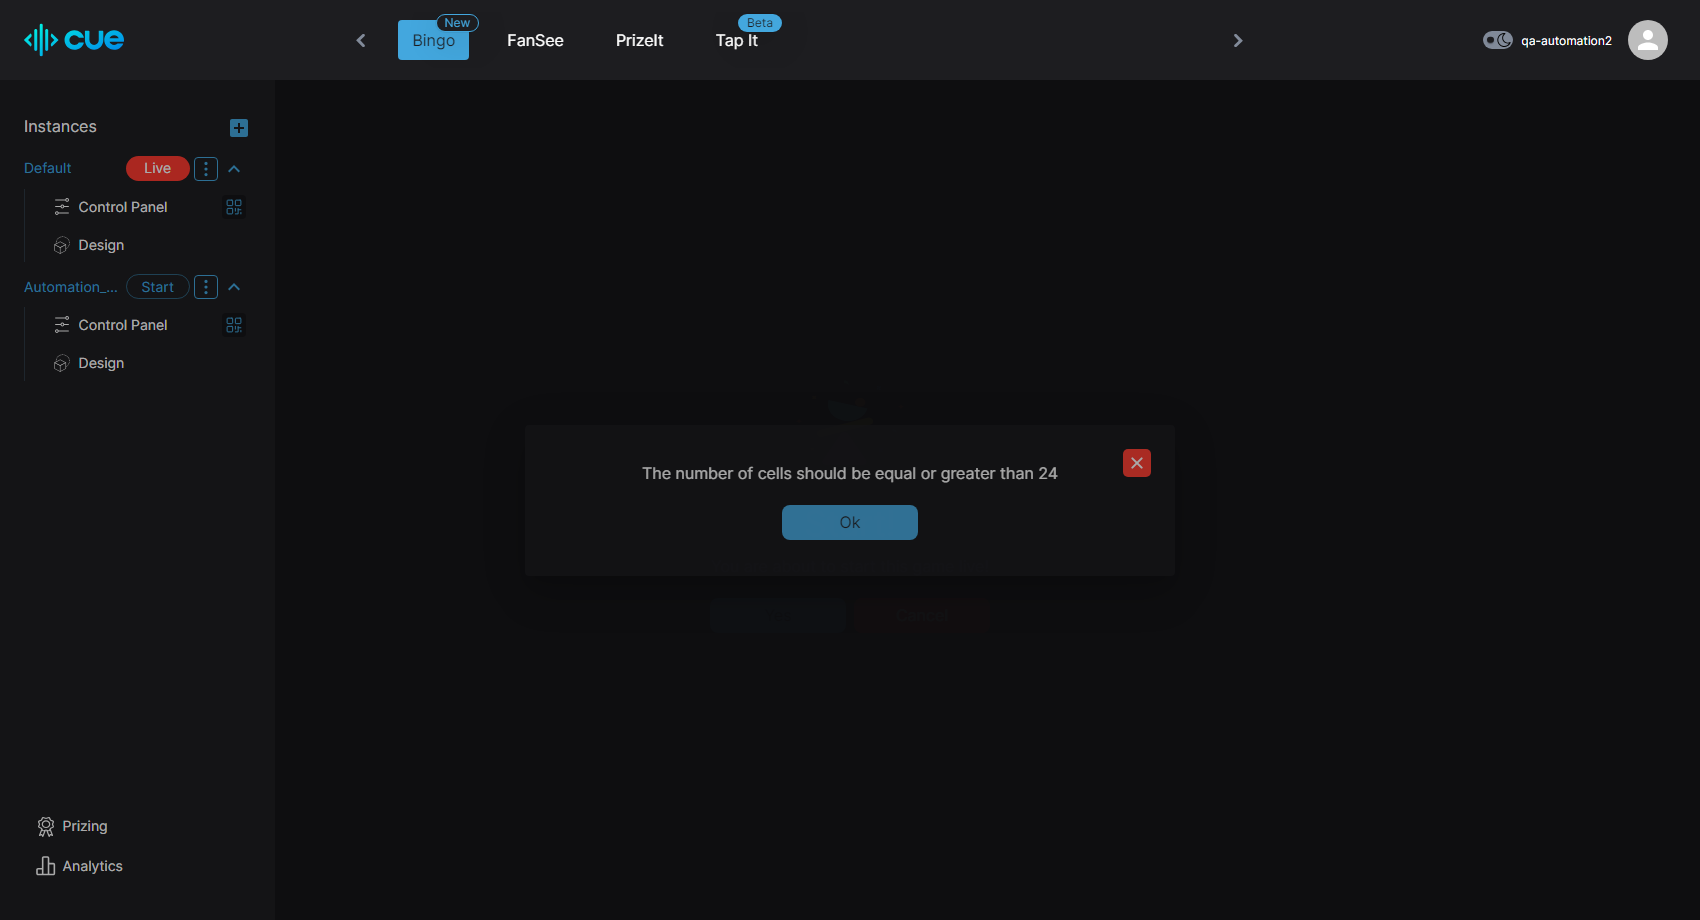 cue
Bingo
New
FanSee
PrizeIt
Tap It
Beta
qa-automation2
Instances
Default
Live
Control Panel
Design
Automation_...
Start
Control Panel
Design
The number of cells should be equal or greater than 24
Ok
Cancel
Prizing
Analytics